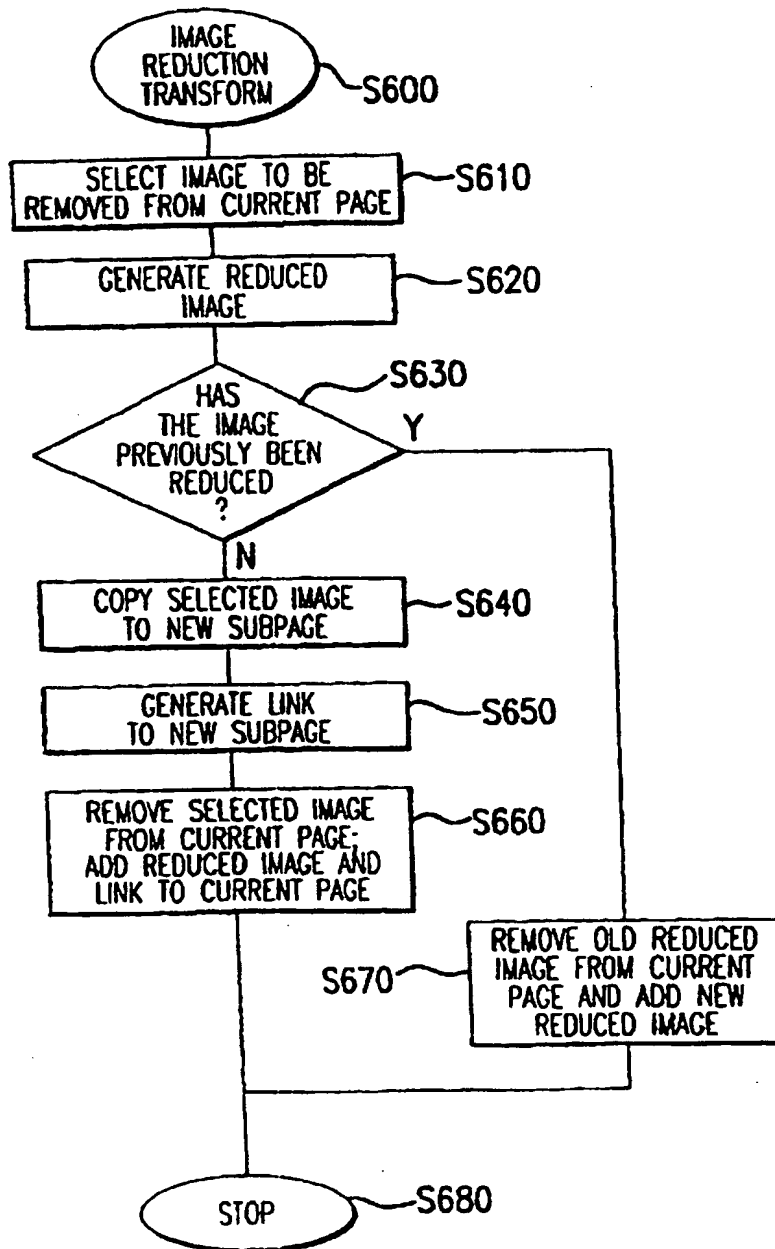 IMAGE
REDUCTION
TRANSFORM
S600
SELECT IMAGE TO BE
REMOVED FROM CURRENT PAGE
S610
GENERATE REDUCED
IMAGE
S620
S630
HAS
THE IMAGE
PREVIOUSLY BEEN
REDUCED
?
Y
N
COPY SELECTED IMAGE
TO NEW SUBPAGE
S640
GENERATE LINK
TO NEW SUBPAGE
S650
REMOVE SELECTED IMAGE
FROM CURRENT PAGE;
ADD REDUCED IMAGE AND
LINK TO CURRENT PAGE
S660
REMOVE OLD REDUCED
IMAGE FROM CURRENT
PAGE AND ADD NEW
REDUCED IMAGE
S670
STOP
S680